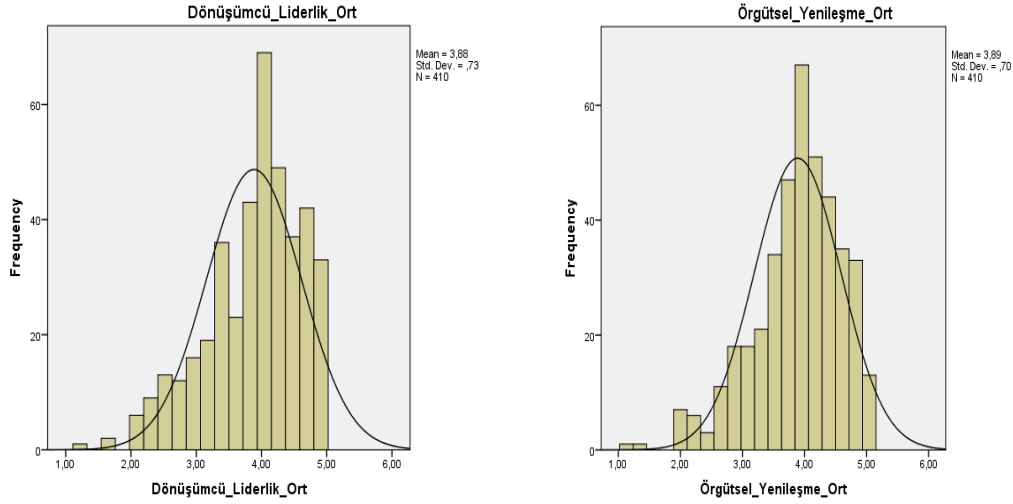 Dönüşümcü_Liderlik_Ort
Mean = 3,88
Std. Dev. = ,73
N = 410
Frequency
60
40
20
0
1,00 2,00 3,00 4,00 5,00 6,00
Dönüşümcü_Liderlik_Ort
Örgütsel_Yenileşme_Ort
Mean = 3,89
Std. Dev. = ,70
N = 410
Frequency
60
40
20
0
1,00 2,00 3,00 4,00 5,00 6,00
Örgütsel_Yenileşme_Ort